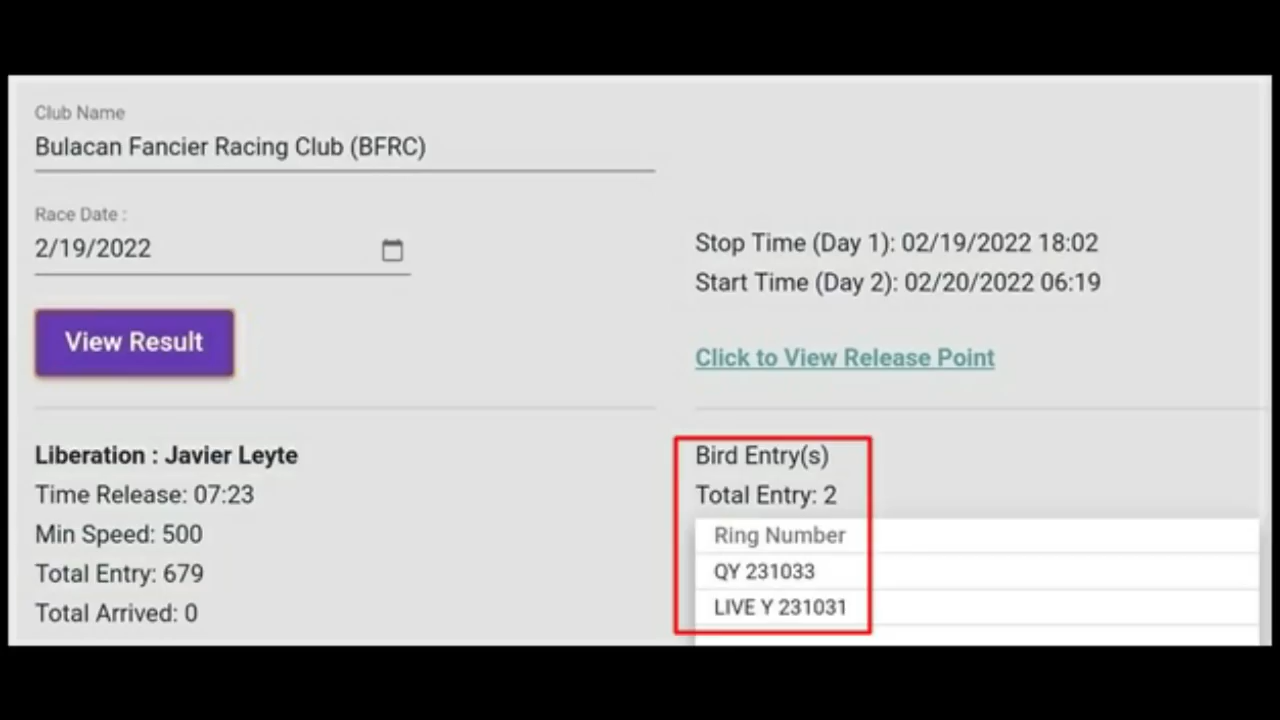 Club Name
Bulacan Fancier Racing Club (BFRC)
Race Date :
2/19/2022
View Result
Stop Time (Day 1): 02/19/2022 18:02
Start Time (Day 2): 02/20/2022 06:19
Click to View Release Point
Liberation : Javier Leyte
Time Release: 07:23
Min Speed: 500
Total Entry: 679
Total Arrived: 0
Bird Entry(s)
Total Entry: 2
Ring Number
QY 231033
LIVE Y 231031